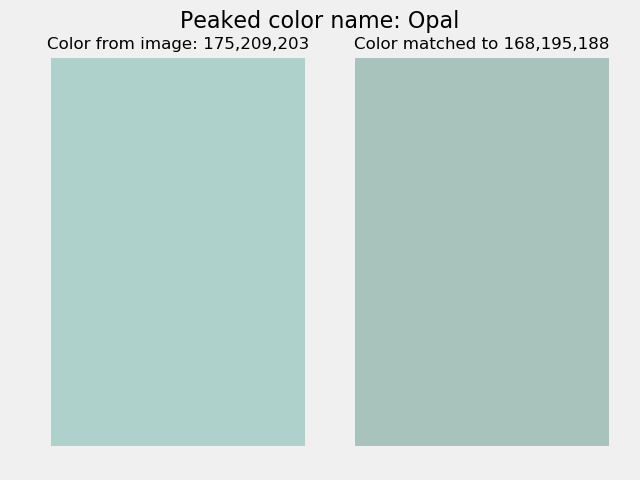 Peaked color name: Opal
Color from image: 175,209,203
Color matched to 168,195,188